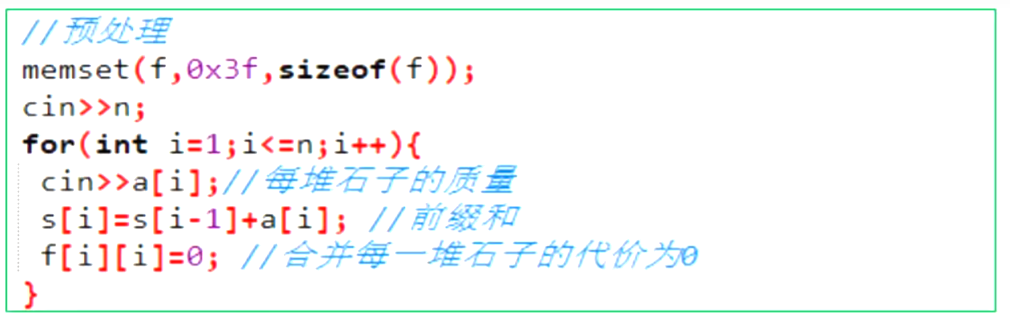 //预处理
memset(f,0x3f,sizeof(f));
cin>>n;
for(int i=1;i<=n;i++){
cin>>a[i];//每堆石子的质量
s[i]=s[i-1]+a[i]; //前缀和
f[i][i]=0; //合并每一堆石子的代价为0
}